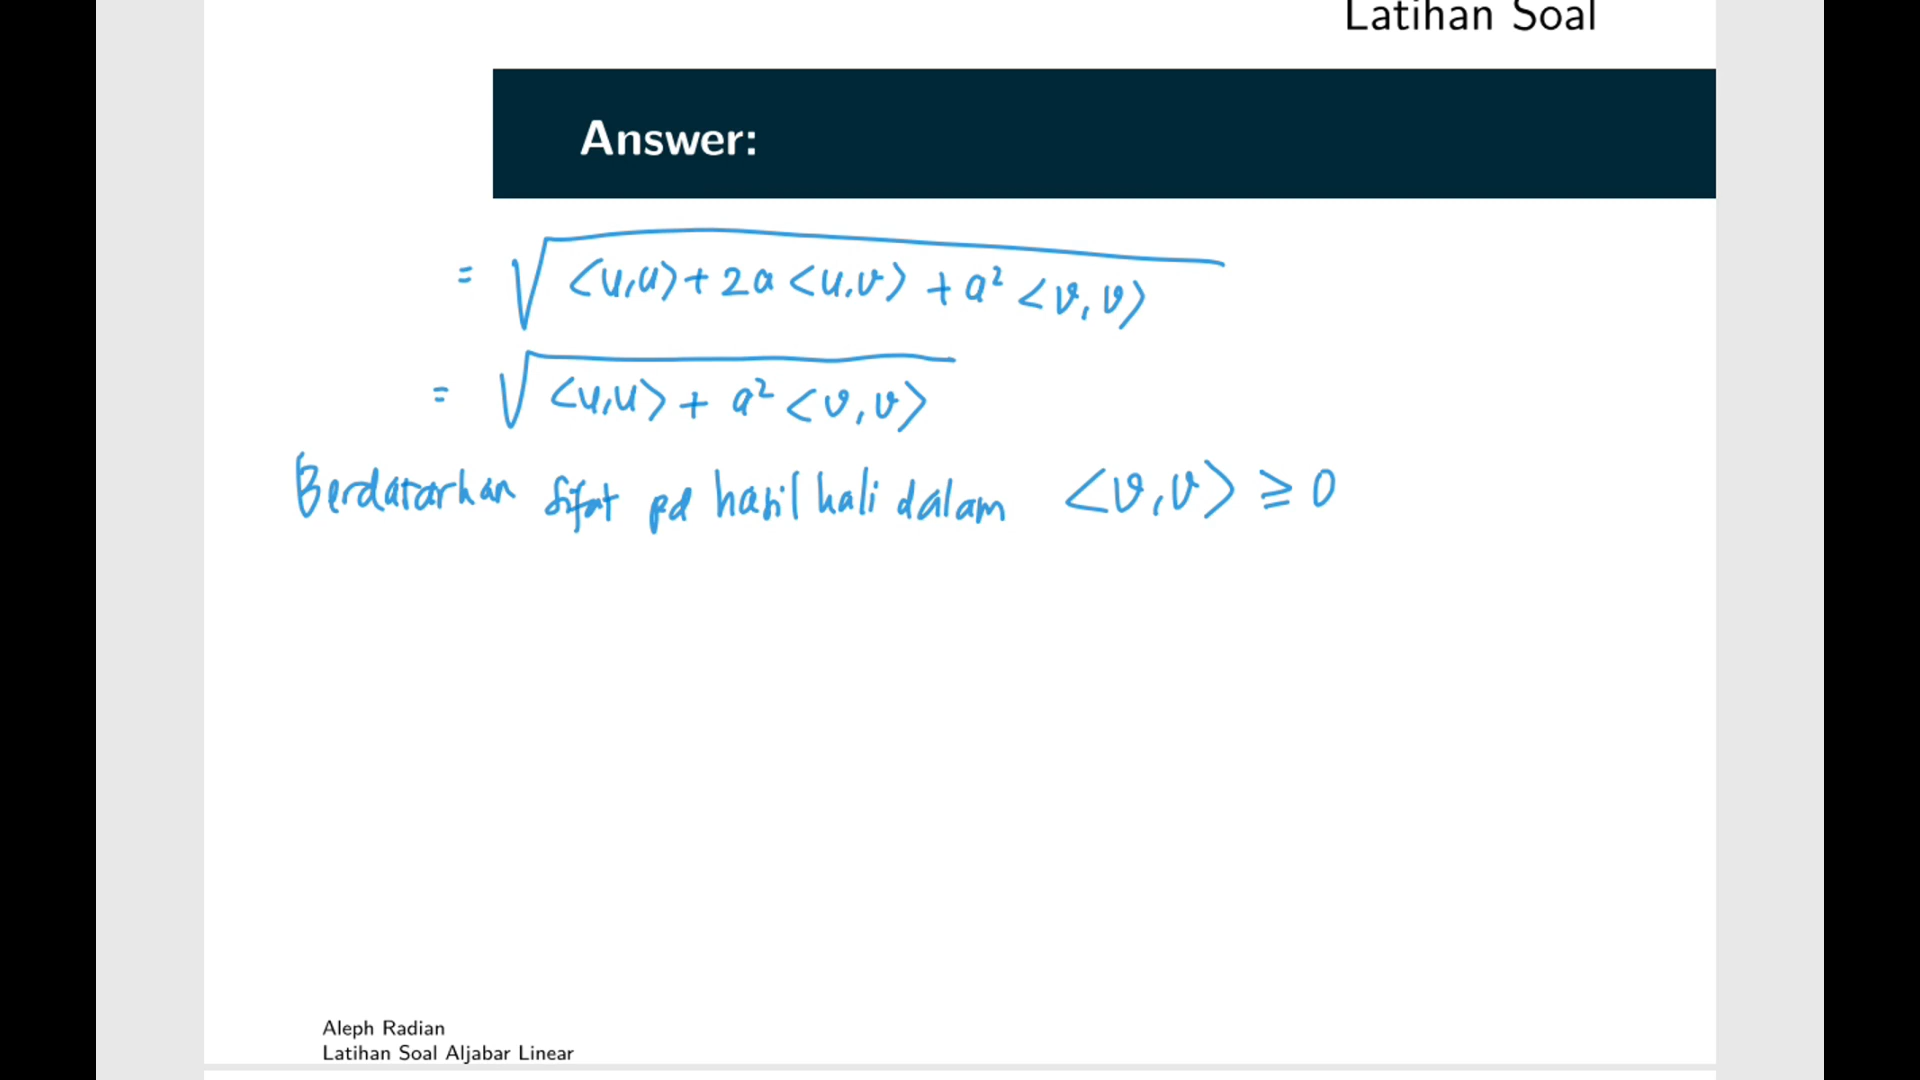 Latihan Soal
Answer:
= √<u,u> + 2a <u,v> + a² <v,v>
= √<u,u> + a² <v,v>
Berdasarkan sifat pd hasil kali dalam <v,v> ≥ 0
Aleph Radian
Latihan Soal Aljabar Linear